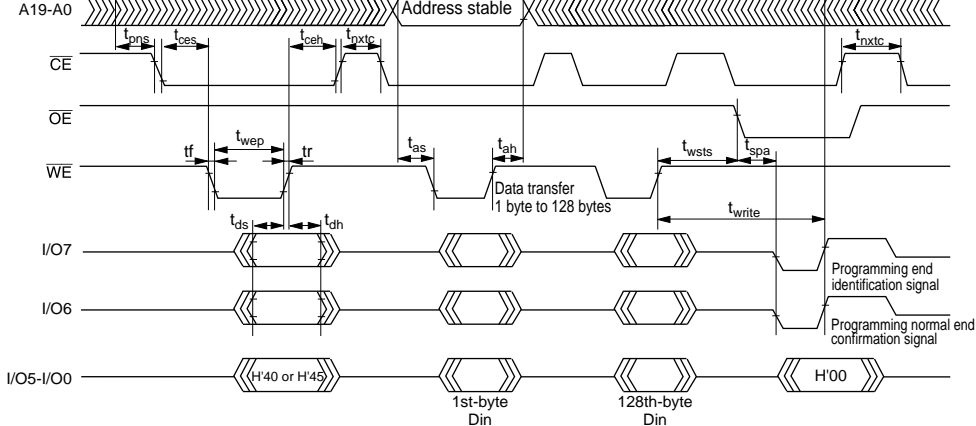 A19-A0
Address stable
tpns
tces
tceh
tnxtc
tnxtc
CE
OE
twep
tf
tr
tas
tah
twsts
tspa
WE
Data transfer
1 byte to 128 bytes
twrite
tds
tdh
I/O7
Programming end
identification signal
I/O6
Programming normal end
confirmation signal
I/O5-I/O0
H'40 or H'45
H'00
1st-byte
Din
128th-byte
Din